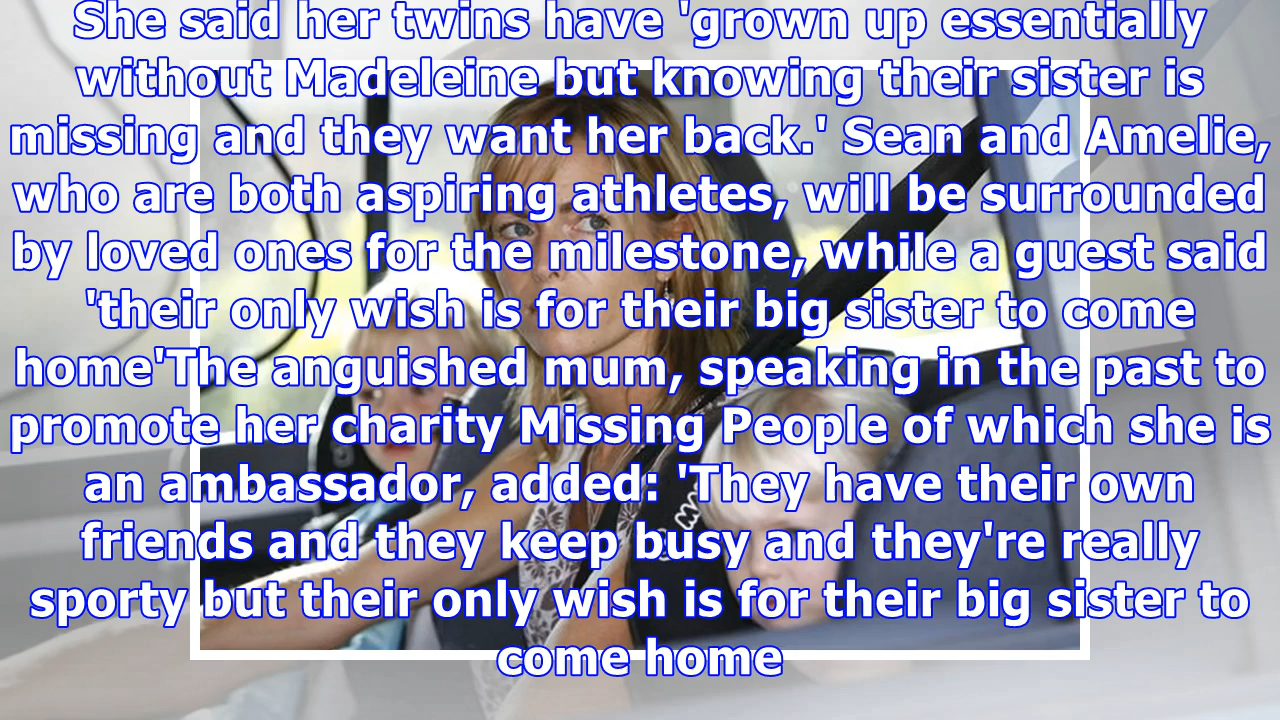 She said her twins have 'grown up essentially
without Madeleine but knowing their sister is
missing and they want her back.' Sean and Amelie,
who are both aspiring athletes, will be surrounded
by loved ones for the milestone, while a guest said
'their only wish is for their big sister to come
home'The anguished mum, speaking in the past to
promote her charity Missing People of which she is
an ambassador, added: 'They have their own
friends and they keep busy and they're really
sporty but their only wish is for their big sister to
come home